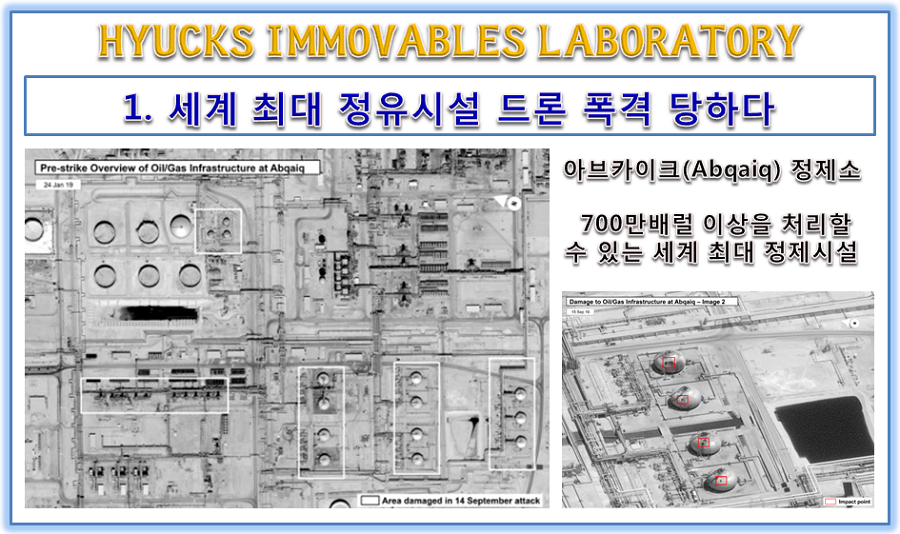 HYUCKS IMMOVABLES LABORATORY
1. 세계 최대 정유시설 드론 폭격 당하다
Pre-strike Overview of Oil/Gas Infrastructure at Abqaiq
24 Jan 19
Area damaged in 14 September attack
아브카이크(Abqaiq) 정제소
700만배럴 이상을 처리할
수 있는 세계 최대 정제시설
Damage to Oil/Gas Infrastructure at Abqaiq – Image 2
15 Sep 19
Impact point